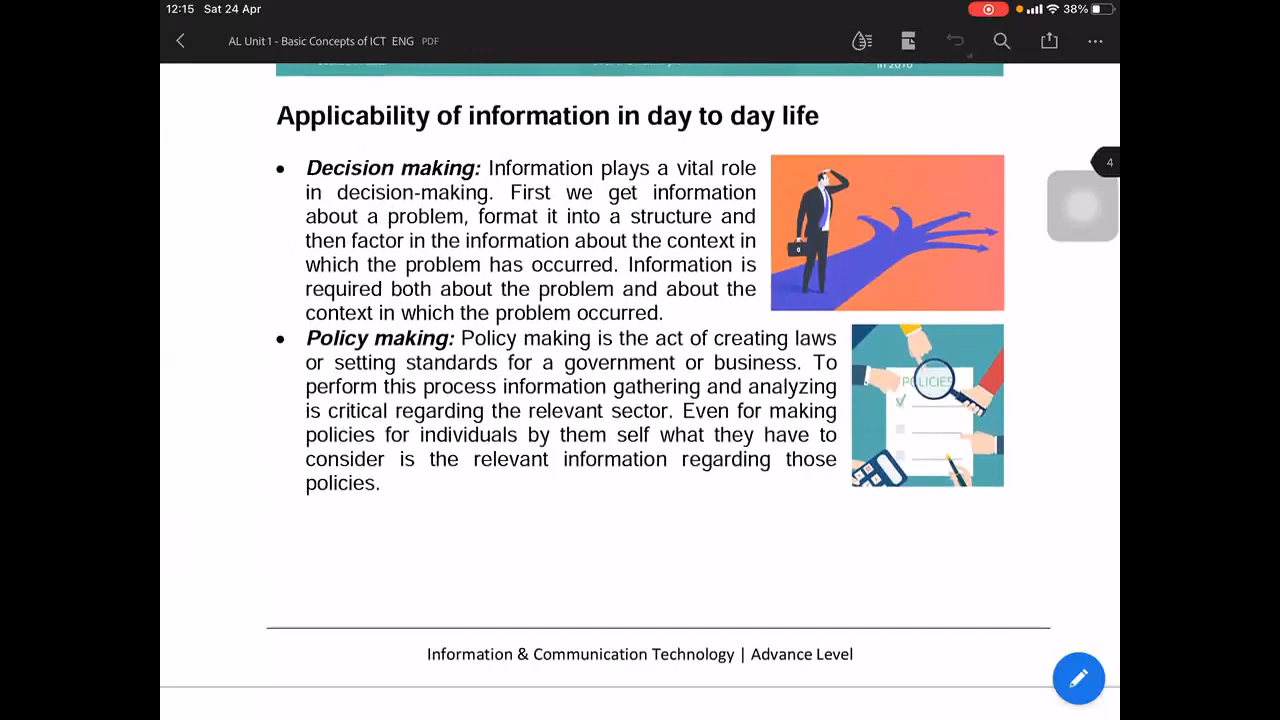 12:15 Sat 24 Apr
38%
AL Unit 1 - Basic Concepts of ICT ENG PDF
in 2010
Applicability of information in day to day life
4
• Decision making: Information plays a vital role
in decision-making. First we get information
about a problem, format it into a structure and
then factor in the information about the context in
which the problem has occurred. Information is
required both about the problem and about the
context in which the problem occurred.
• Policy making: Policy making is the act of creating laws
or setting standards for a government or business. To
perform this process information gathering and analyzing
is critical regarding the relevant sector. Even for making
policies for individuals by them self what they have to
consider is the relevant information regarding those
policies.
POLICIES
Information & Communication Technology | Advance Level